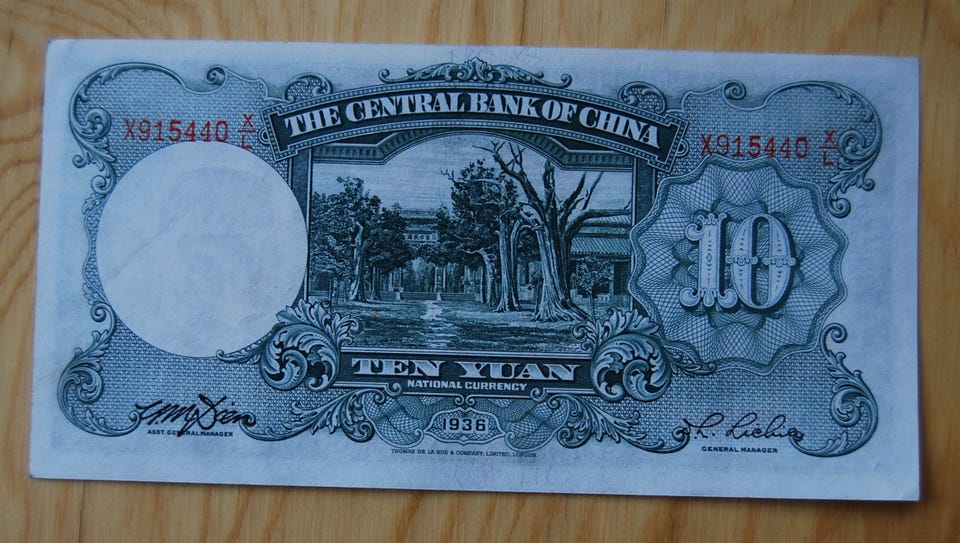 THE CENTRAL BANK OF CHINA
X915440 X/L
X915440 X/L
10
TEN YUAN
NATIONAL CURRENCY
1936
ASST. GENERAL MANAGER
GENERAL MANAGER
THOMAS DE LA RUE & COMPANY, LIMITED, LONDON.